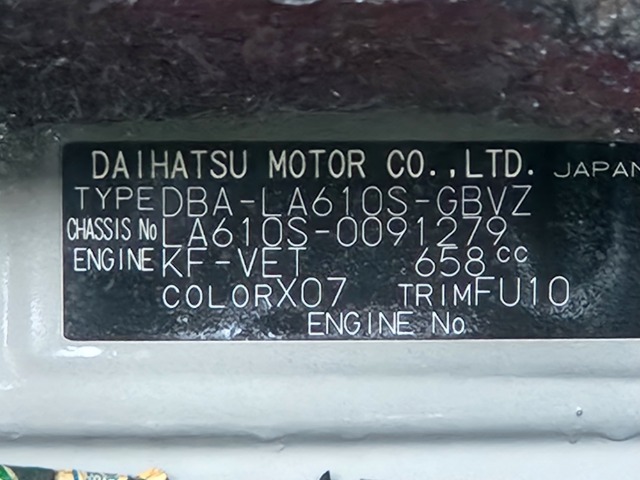 DAIHATSU MOTOR CO.,LTD. JAPAN
TYPE DBA-LA610S-GBVZ
CHASSIS No LA610S-0091279
ENGINE KF-VET 658 cc
COLOR X07 TRIM FU10
ENGINE No